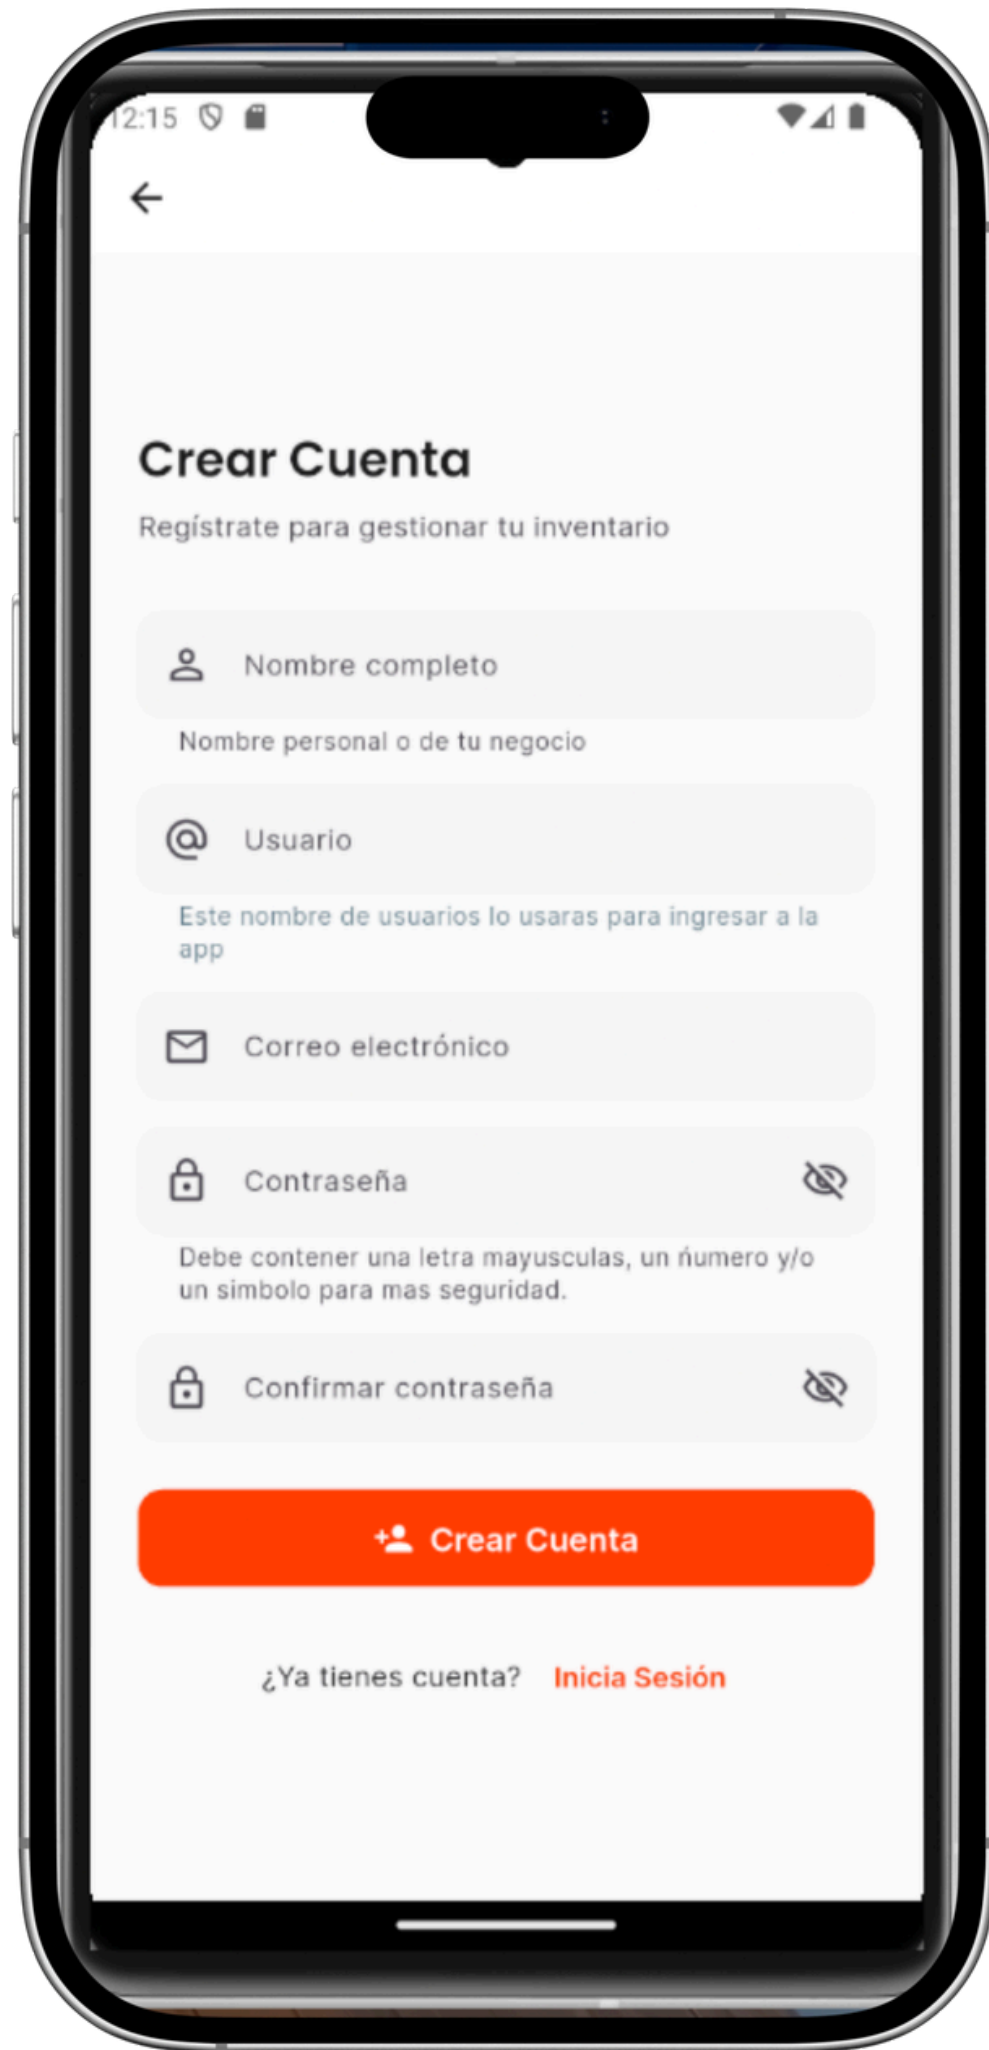 12:15
Crear Cuenta
Regístrate para gestionar tu inventario
Nombre completo
Nombre personal o de tu negocio
Usuario
Este nombre de usuarios lo usaras para ingresar a la
app
Correo electrónico
Contraseña
Debe contener una letra mayusculas, un ńumero y/o
un simbolo para mas seguridad.
Confirmar contraseña
Crear Cuenta
¿Ya tienes cuenta? Inicia Sesión